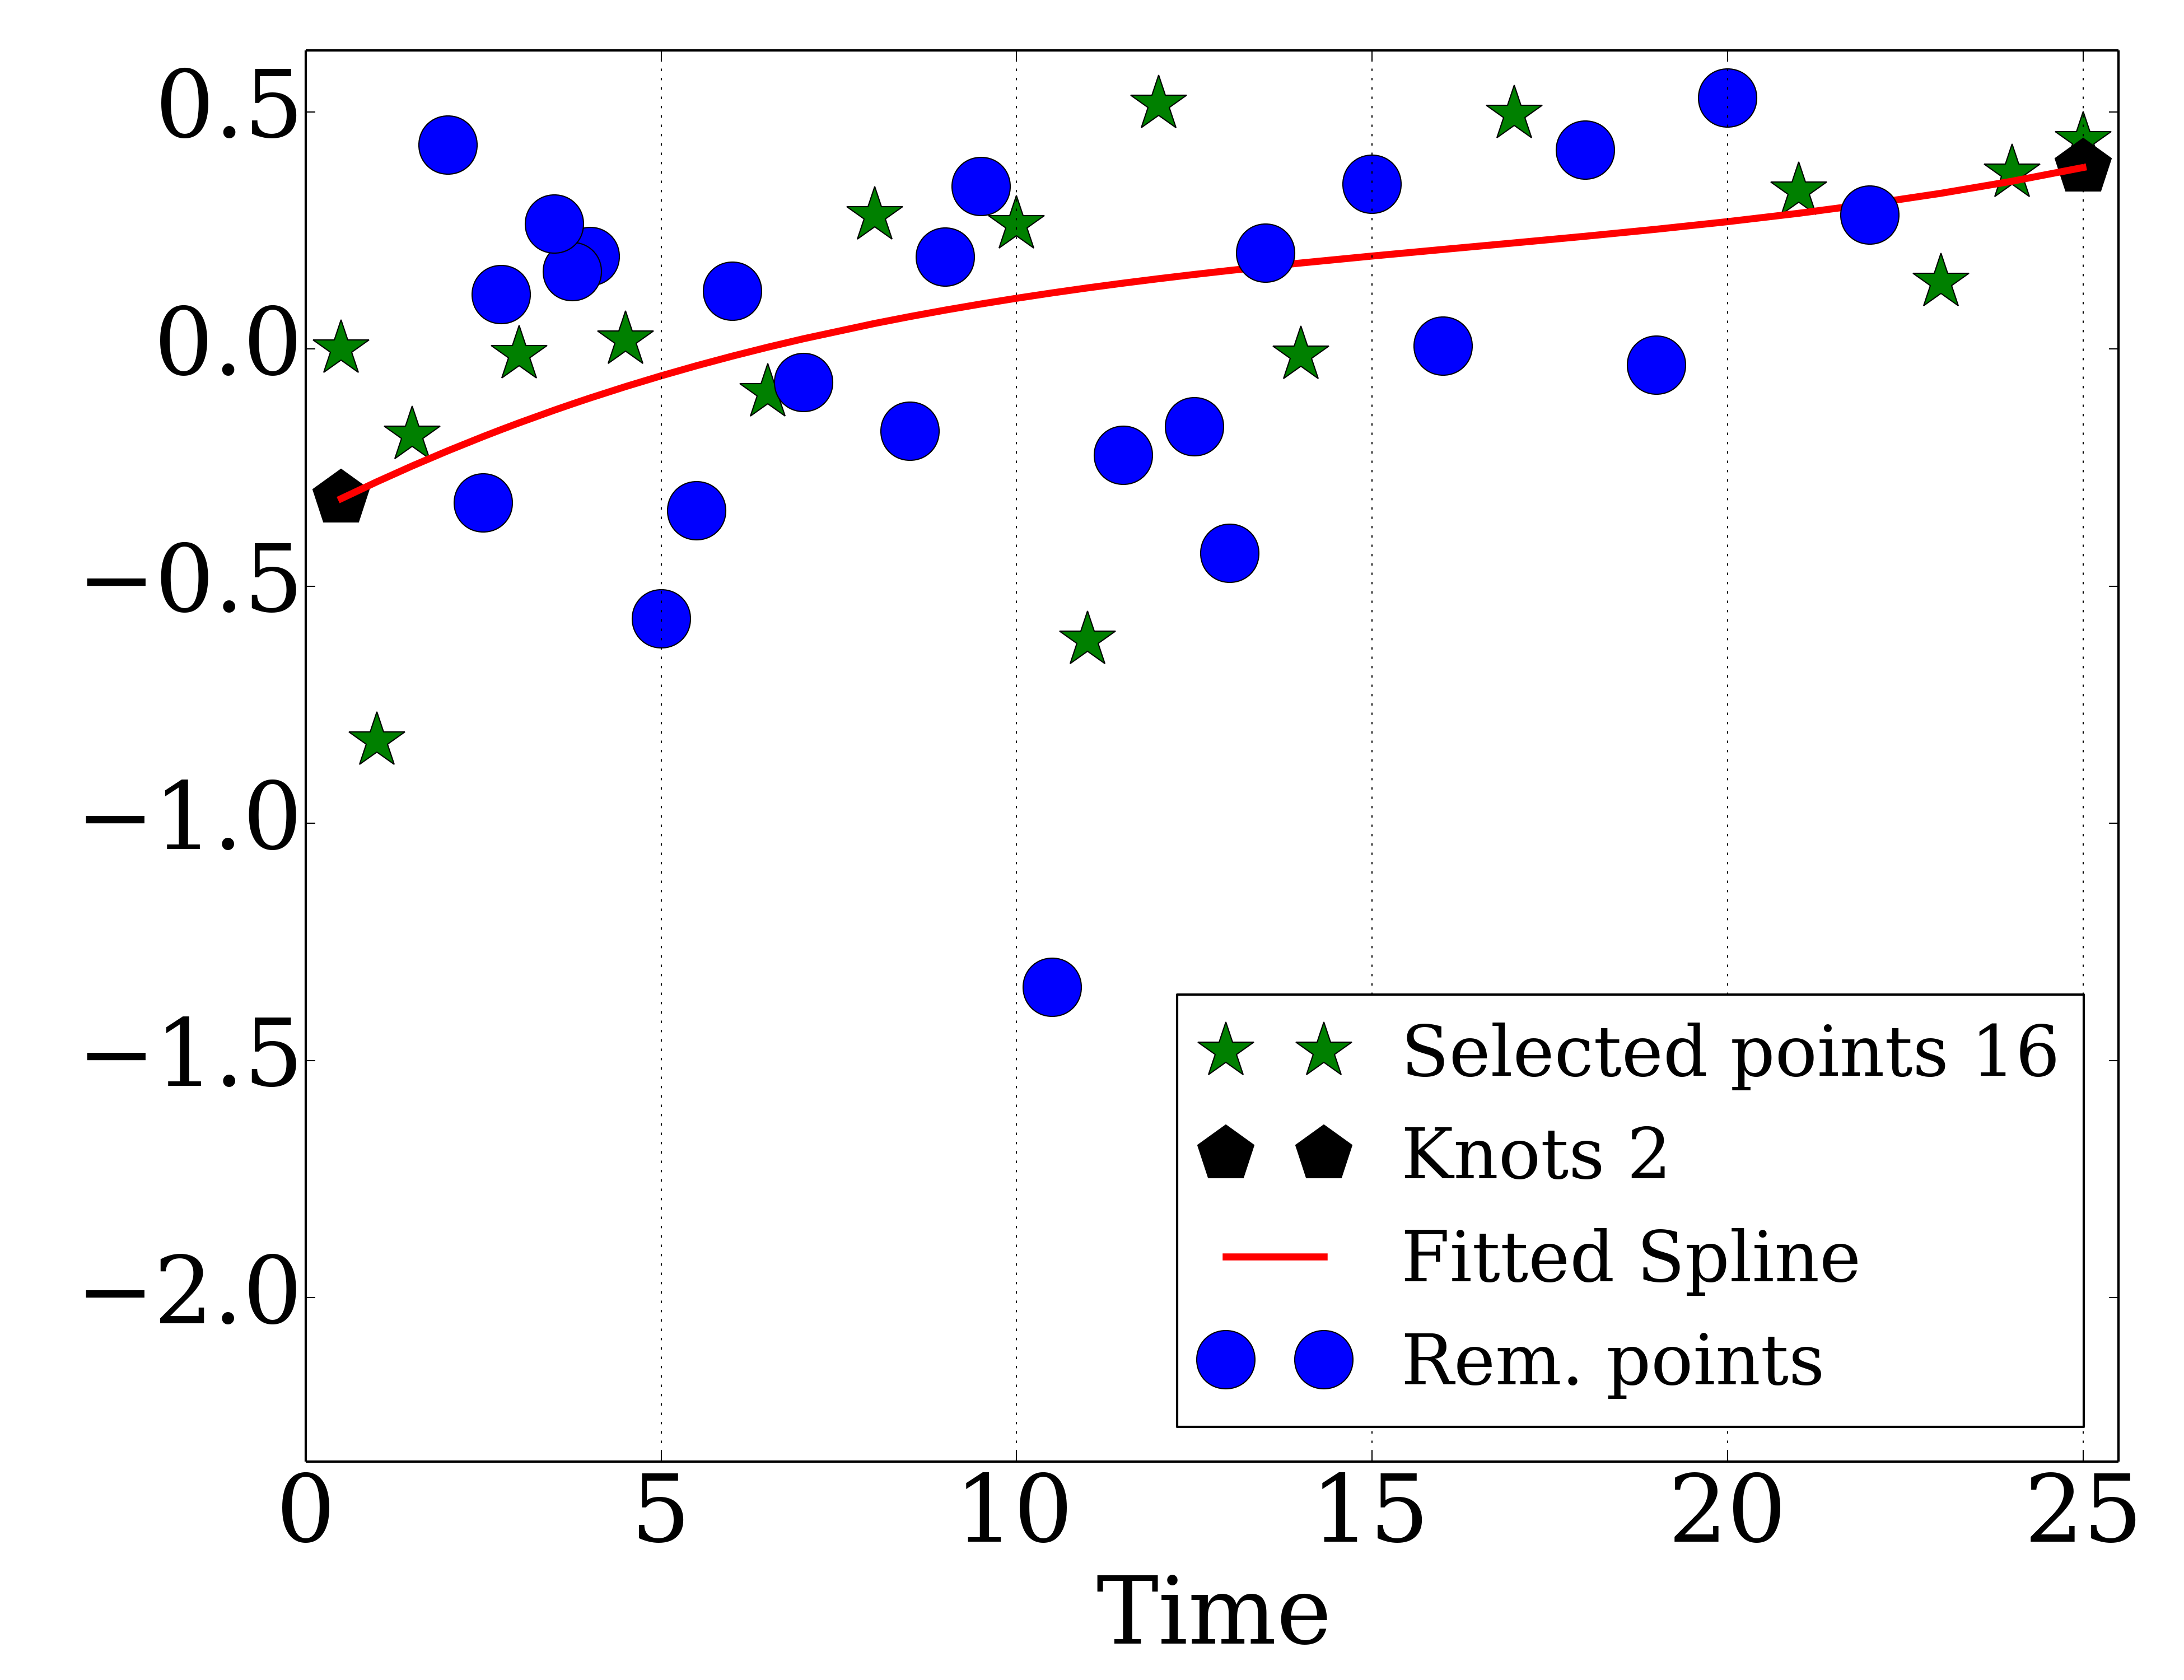 0.5
0.0
−0.5
−1.0
−1.5
−2.0
Selected points 16
Knots 2
Fitted Spline
Rem. points
0 5 10 15 20 25
Time